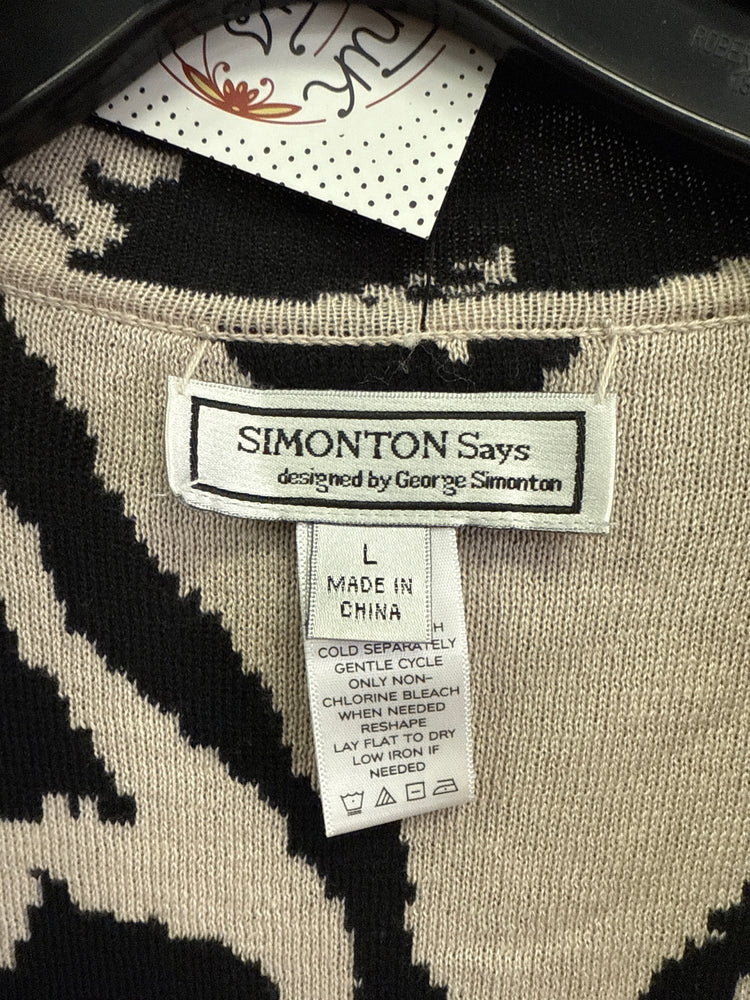 SIMONTON Says
designed by George Simonton
L
MADE IN
CHINA
H
COLD SEPARATELY
GENTLE CYCLE
ONLY NON-
CHLORINE BLEACH
WHEN NEEDED
RESHAPE
LAY FLAT TO DRY
LOW IRON IF
NEEDED